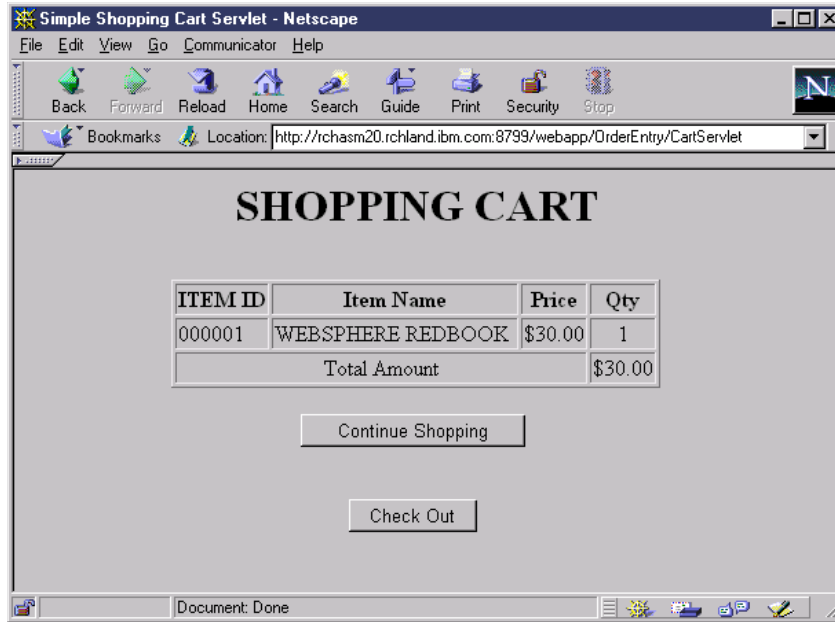 Simple Shopping Cart Servlet - Netscape
File Edit View Go Communicator Help
Back Forward Reload Home Search Guide Print Security Stop
N
Bookmarks Location: http://rchasm20.rchland.ibm.com:8799/webapp/OrderEntry/CartServlet
SHOPPING CART
ITEM ID Item Name Price Qty
000001 WEBSPHERE REDBOOK $30.00 1
Total Amount $30.00
Continue Shopping
Check Out
Document: Done